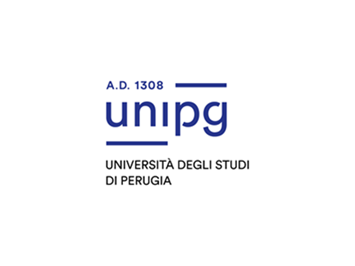 A.D. 1308
unipg
UNIVERSITÀ DEGLI STUDI
DI PERUGIA